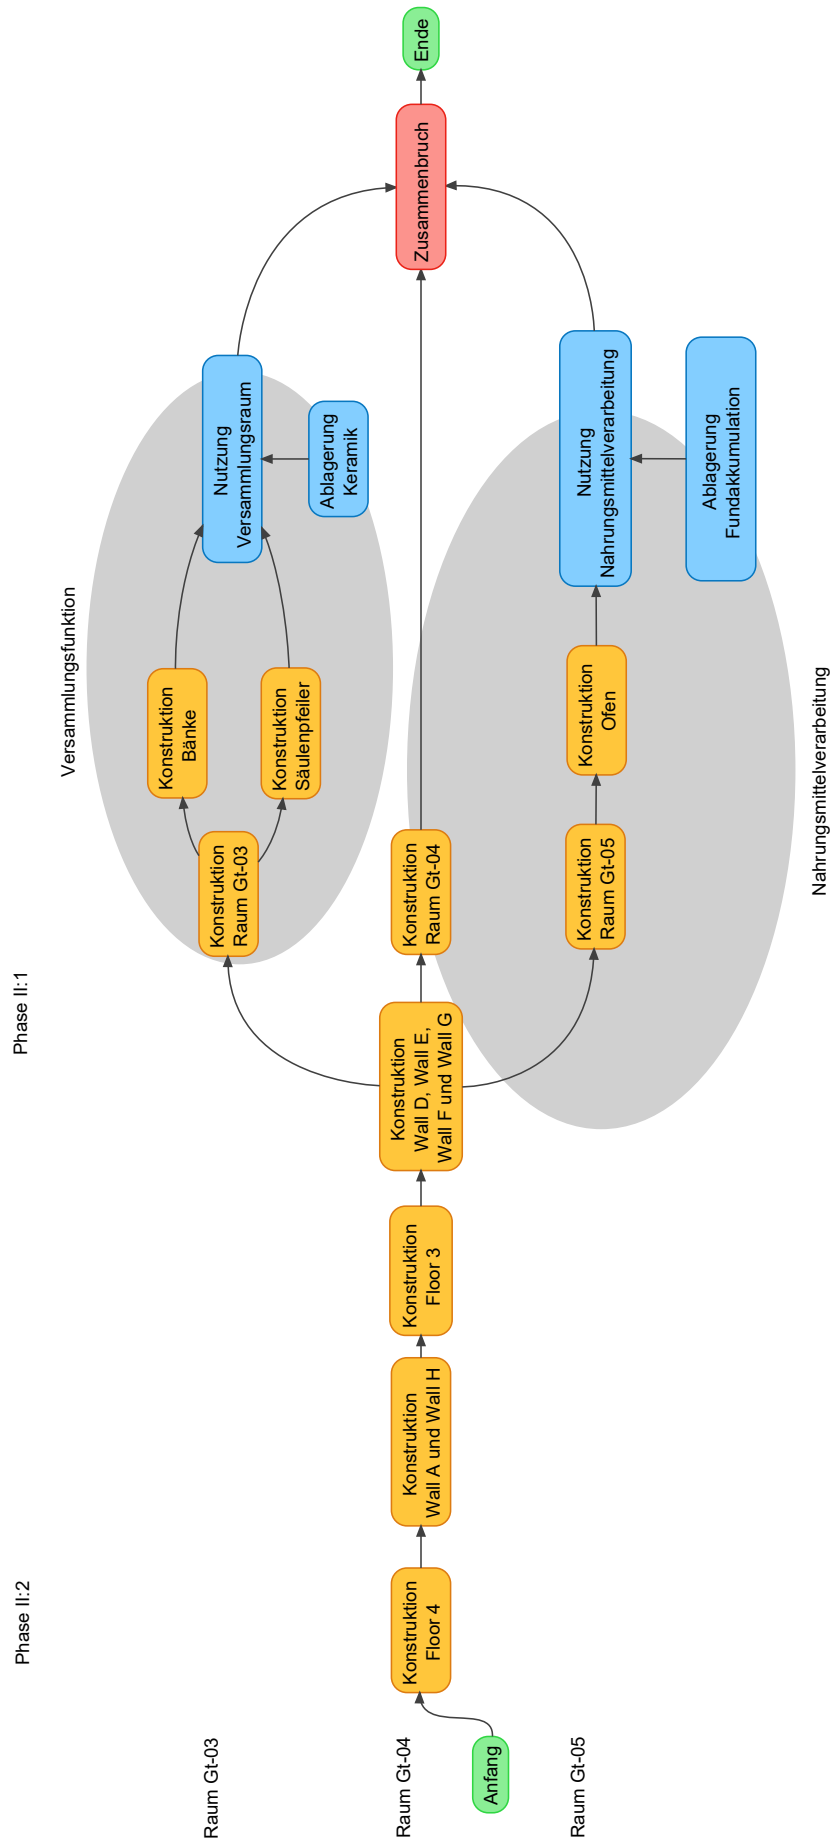 Phase II:2
Phase II:1
Versammlungsfunktion
Raum Gt-03
Konstruktion
Raum Gt-03
Konstruktion
Bänke
Konstruktion
Säulenpfeiler
Nutzung
Versammlungsraum
Ablagerung
Keramik
Raum Gt-04
Anfang
Konstruktion
Floor 4
Konstruktion
Wall A und Wall H
Konstruktion
Floor 3
Konstruktion
Wall D, Wall E,
Wall F und Wall G
Konstruktion
Raum Gt-04
Zusammenbruch
Ende
Raum Gt-05
Konstruktion
Raum Gt-05
Konstruktion
Ofen
Nutzung
Nahrungsmittelverarbeitung
Ablagerung
Fundakkumulation
Nahrungsmittelverarbeitung